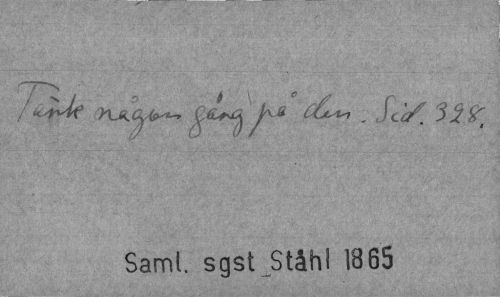 Tänk någon gång på den. Sid. 328.
Saml. sgst Ståhl 1865